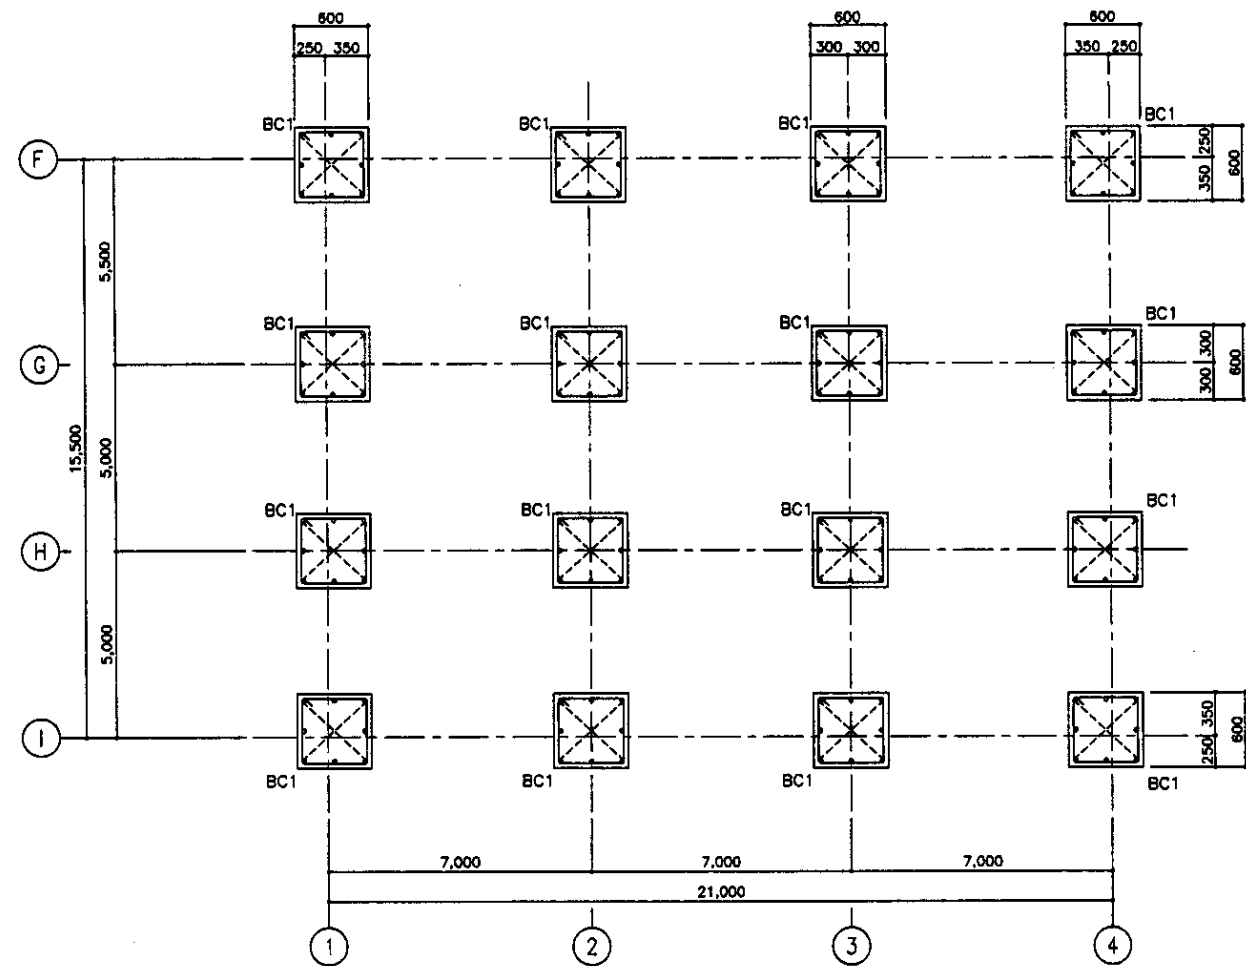 600 600 600
250 350 300 300 350 250
BC1 BC1 BC1 BC1
F
250 350 600
5,500
BC1 BC1 BC1 BC1
G
300 300 600
15,500
5,000
BC1 BC1 BC1 BC1
H
5,000
350 250 600
I
BC1 BC1 BC1 BC1
7,000 7,000 7,000
21,000
1 2 3 4